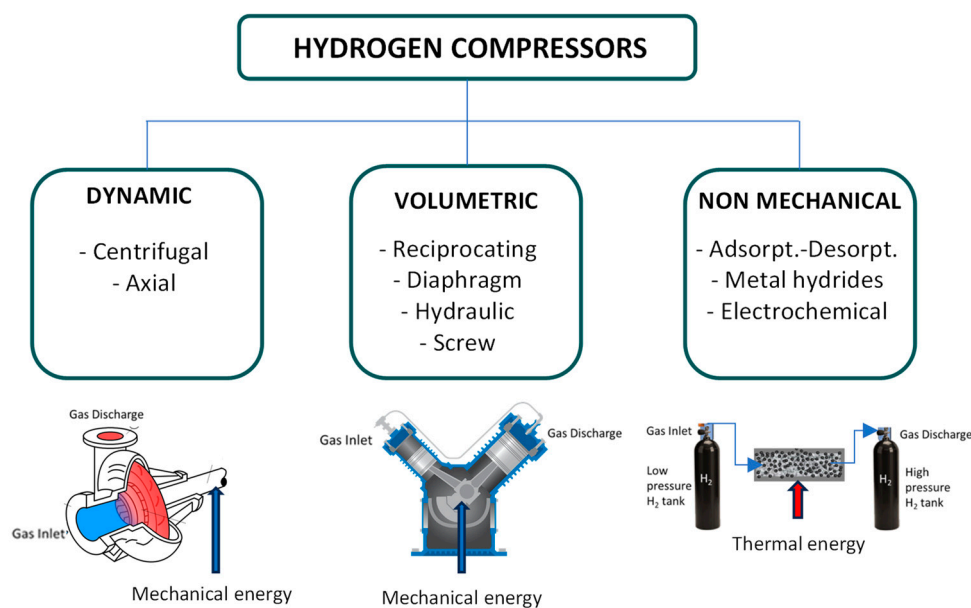 HYDROGEN COMPRESSORS
DYNAMIC
- Centrifugal
- Axial
VOLUMETRIC
- Reciprocating
- Diaphragm
- Hydraulic
- Screw
NON MECHANICAL
- Adsorpt.-Desorpt.
- Metal hydrides
- Electrochemical
Gas Discharge
Gas Inlet
Mechanical energy
Gas Inlet
Gas Discharge
Mechanical energy
Gas Inlet
Gas Discharge
Low
pressure
H₂ tank
H₂
H₂
High
pressure
H₂ tank
Thermal energy